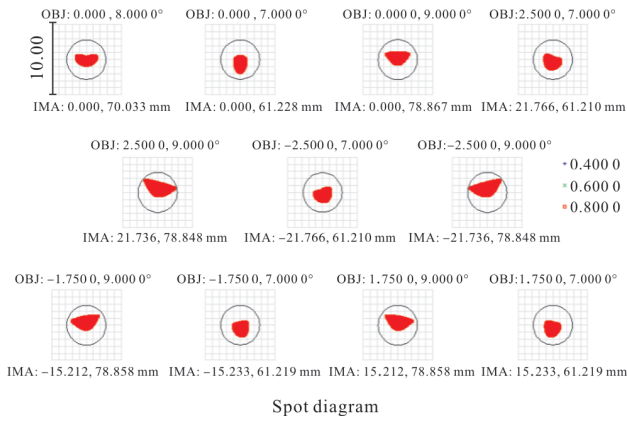 OBJ: 0.000 , 8.000 0° OBJ: 0.000, 7.000 0° OBJ: 0.000, 9.000 0° OBJ:2.500 0, 7.000 0°
10.00
IMA: 0.000, 70.033 mm IMA: 0.000, 61.228 mm IMA: 0.000, 78.867 mm IMA: 21.766, 61.210 mm
OBJ: 2.500 0, 9.000 0° OBJ: −2.500 0, 7.000 0° OBJ:−2.500 0, 9.000 0°
0.400 0
0.600 0
0.800 0
IMA: 21.736, 78.848 mm IMA: −21.766, 61.210 mm IMA: −21.736, 78.848 mm
OBJ: −1.750 0, 9.000 0° OBJ: −1.750 0, 7.000 0° OBJ: 1.750 0, 9.000 0° OBJ:1.750 0, 7.000 0°
IMA: −15.212, 78.858 mm IMA: −15.233, 61.219 mm IMA: 15.212, 78.858 mm IMA: 15.233, 61.219 mm
Spot diagram